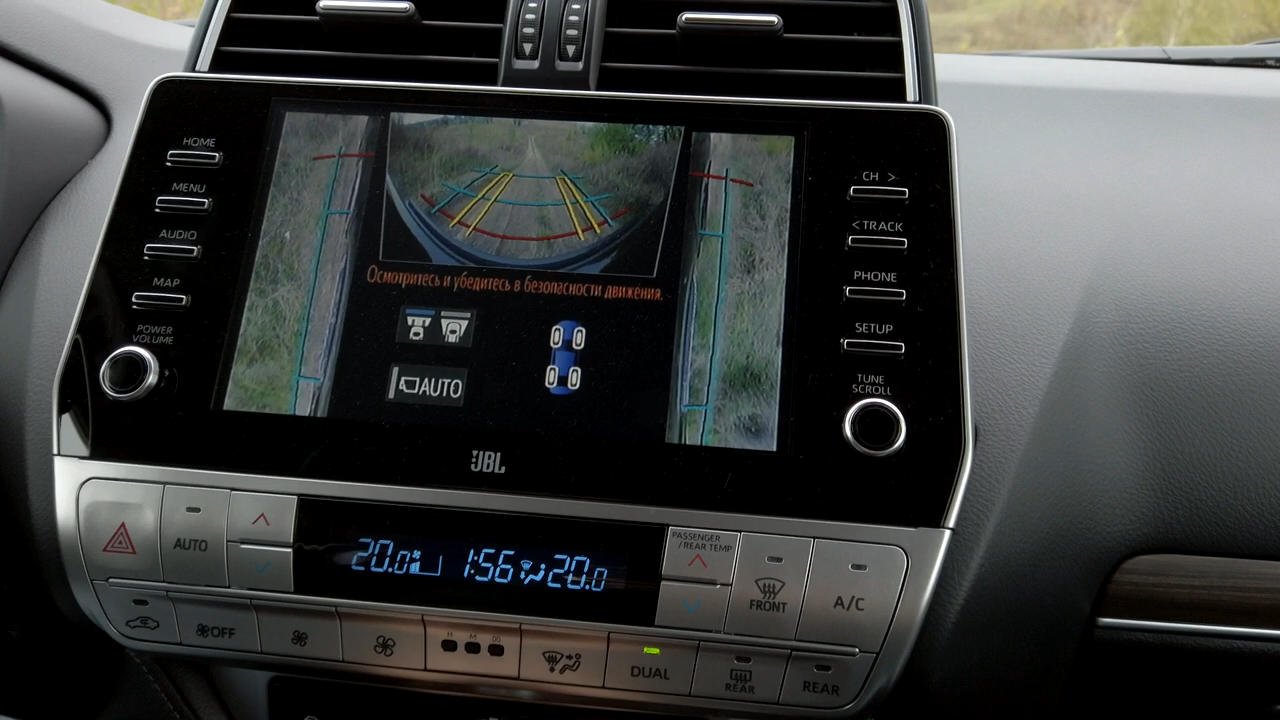 HOME
MENU
AUDIO
MAP
POWER
VOLUME
CH >
< TRACK
PHONE
SETUP
TUNE
SCROLL
Осмотритесь и убедитесь в безопасности движения.
AUTO
JBL
AUTO
20.0 1:56 20.0
PASSENGER
/REAR TEMP
FRONT
A/C
OFF
H M DO
DUAL
REAR
REAR